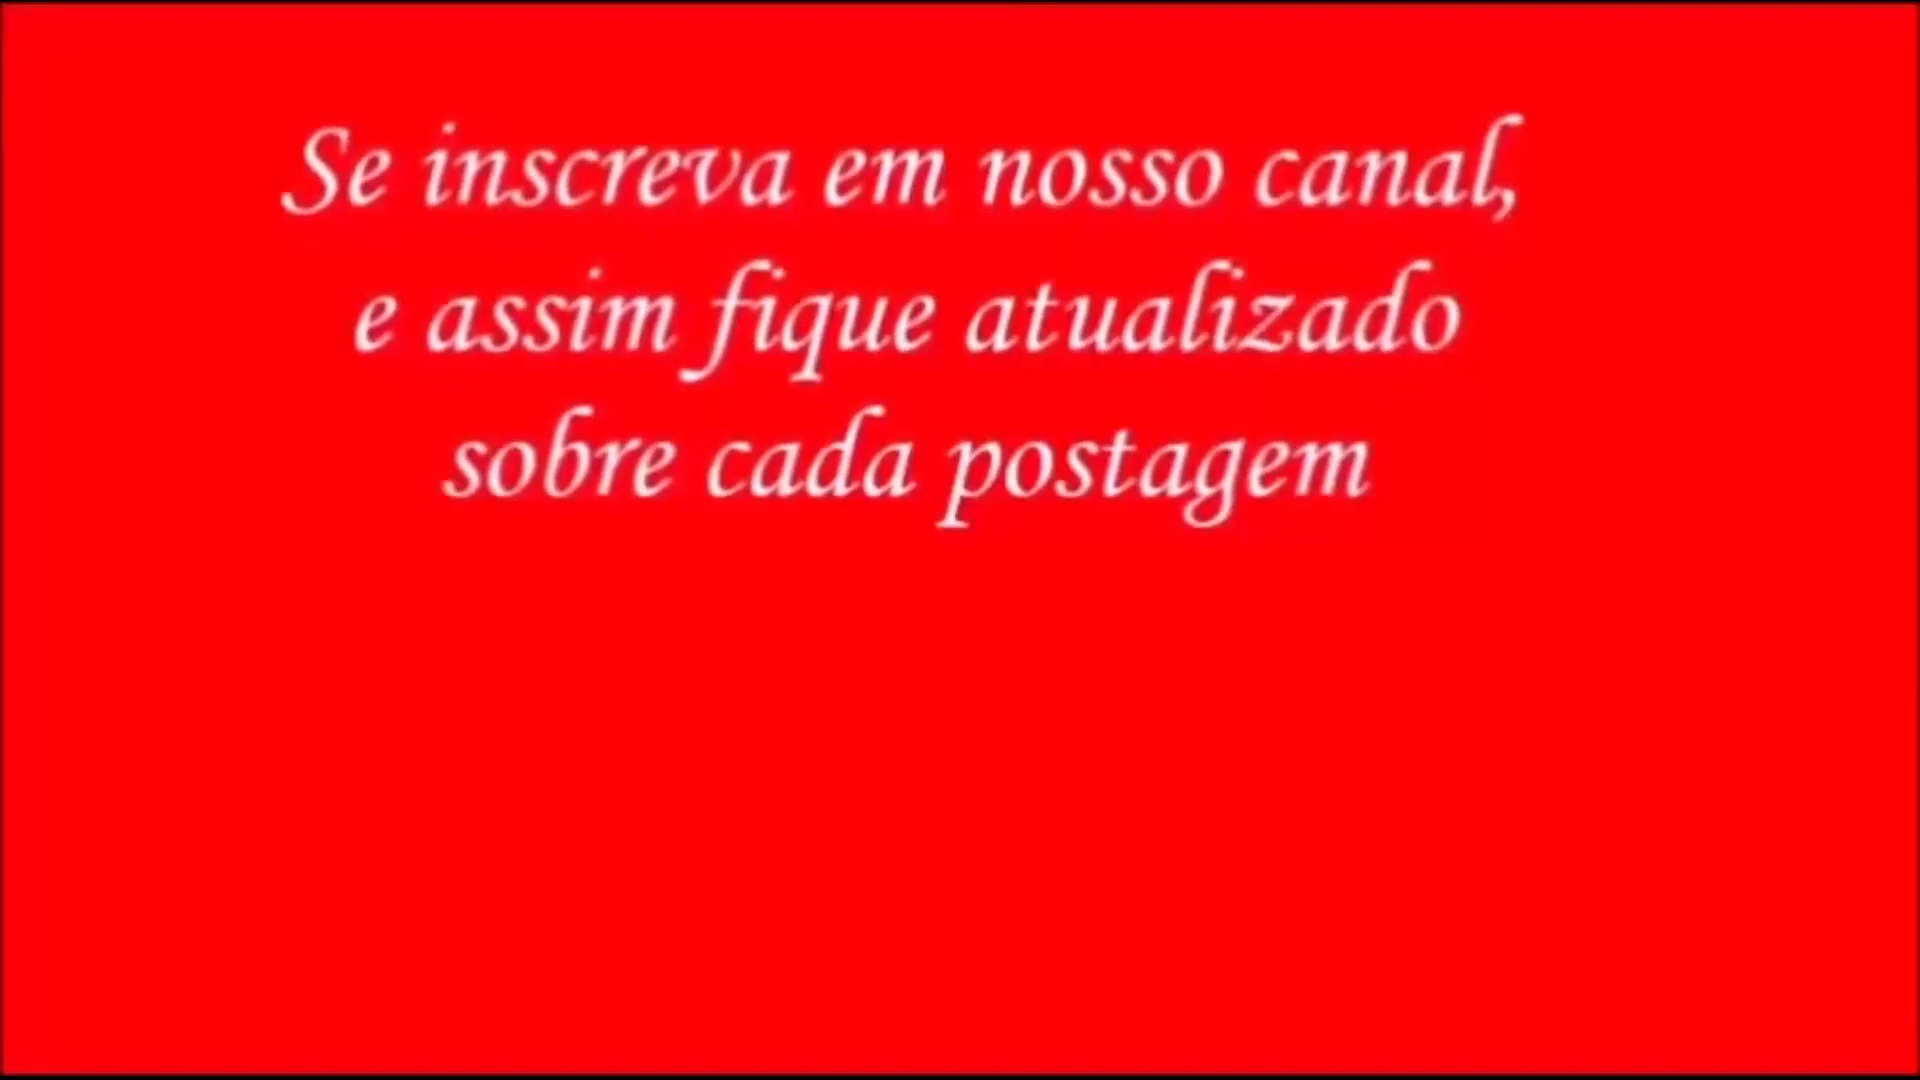 Se inscreva em nosso canal,
e assim fique atualizado
sobre cada postagem